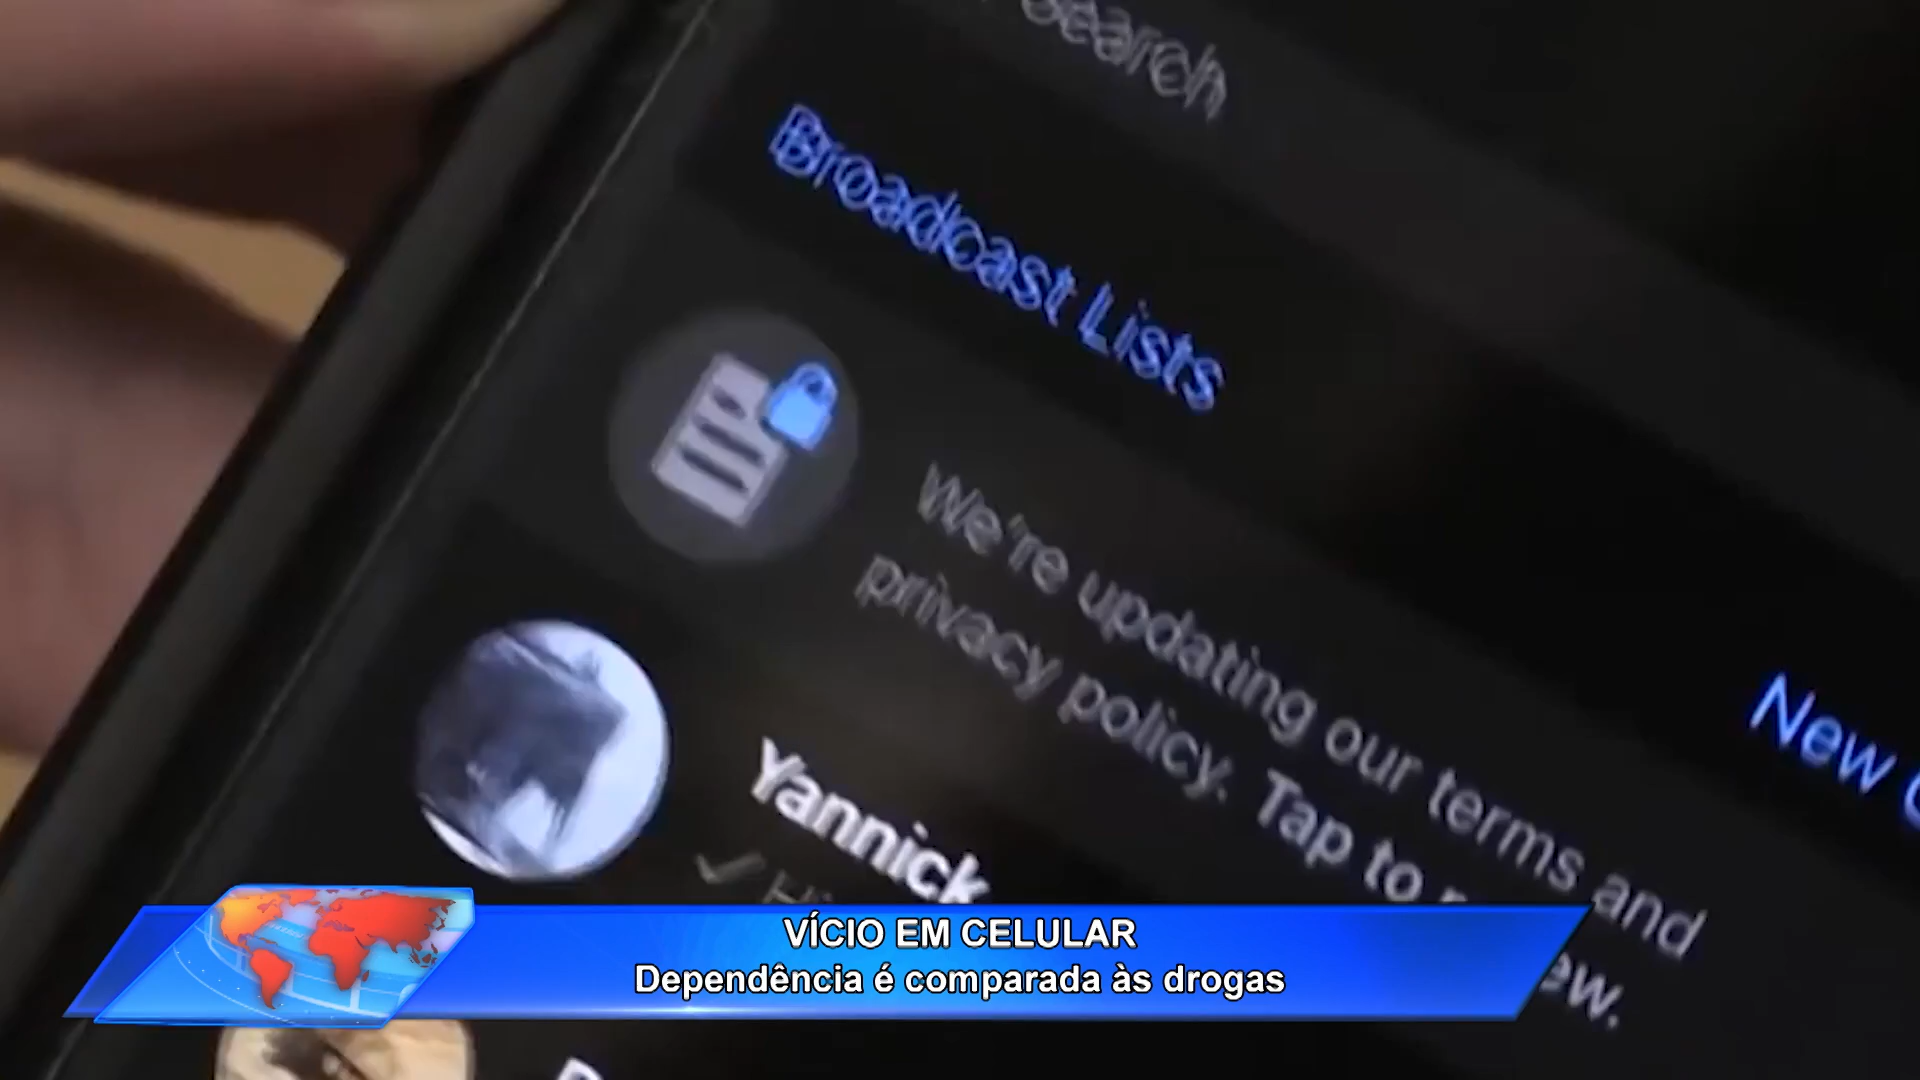 Search
Broadcast Lists
New
We're updating our terms and
privacy policy. Tap to
Yannick
VÍCIO EM CELULAR
Dependência é comparada às drogas